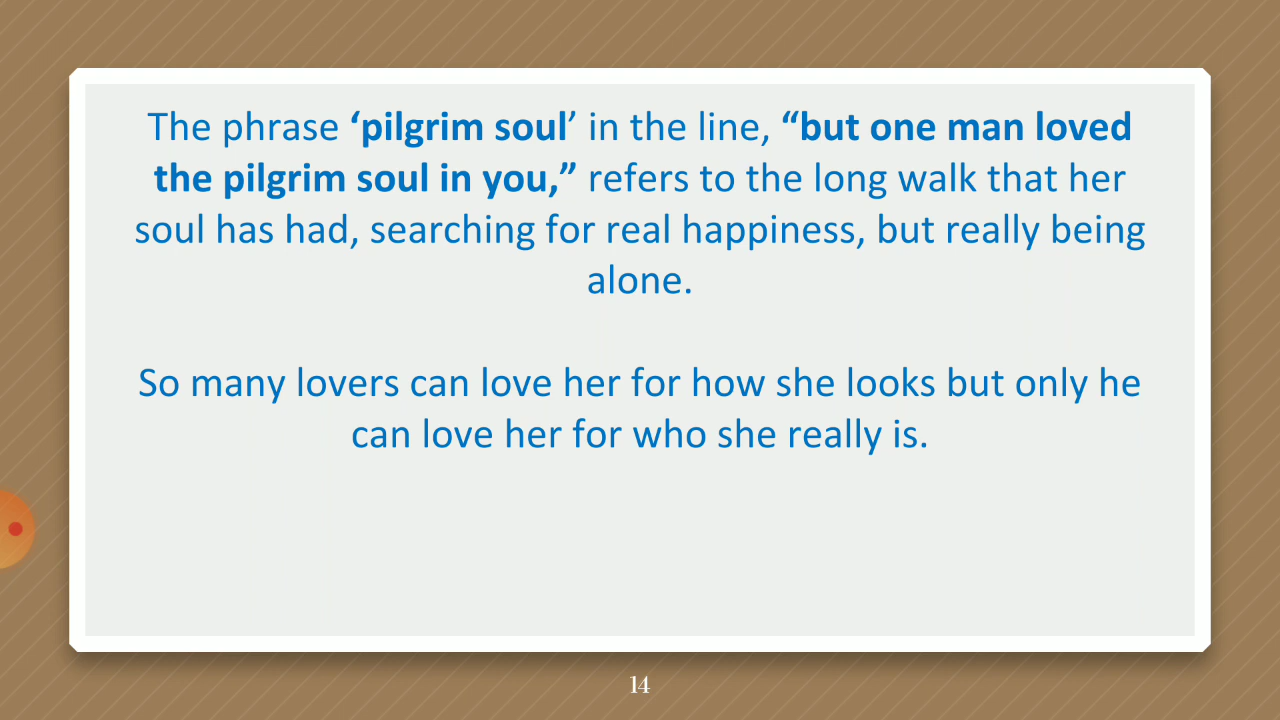 The phrase ‘pilgrim soul’ in the line, “but one man loved
the pilgrim soul in you,” refers to the long walk that her
soul has had, searching for real happiness, but really being
alone.
So many lovers can love her for how she looks but only he
can love her for who she really is.
14